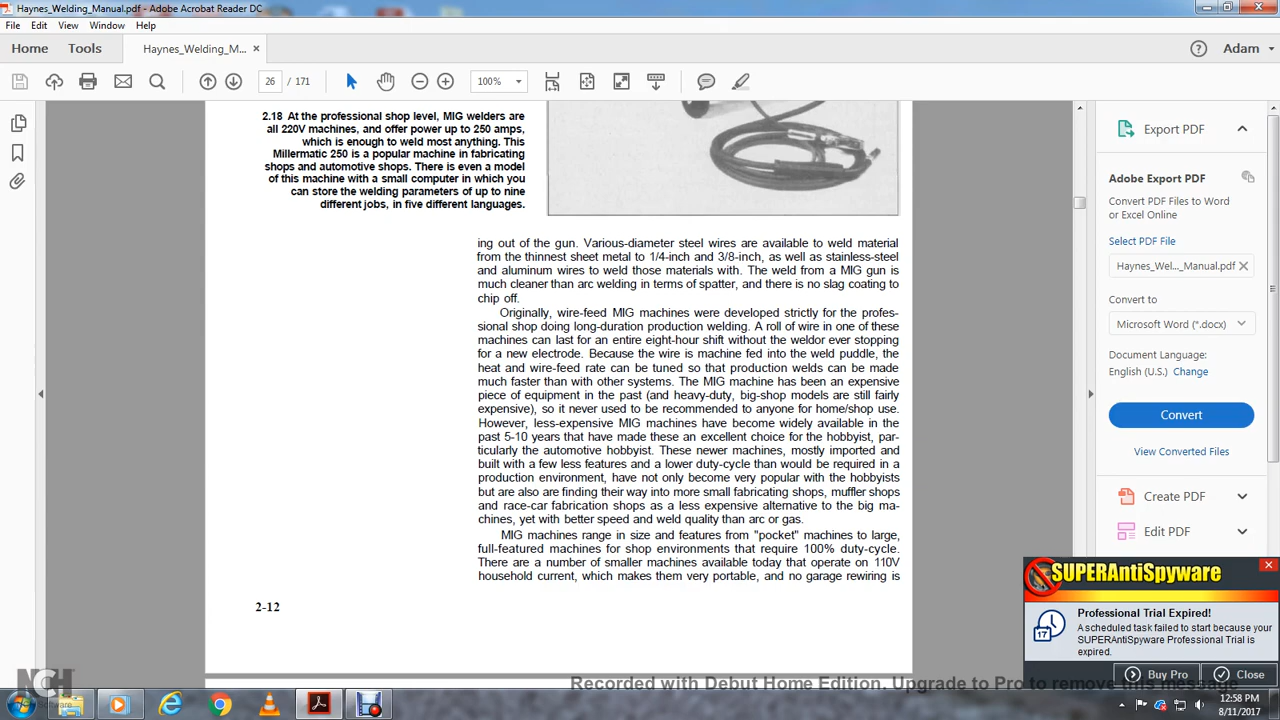 Haynes_Welding_Manual.pdf - Adobe Acrobat Reader DC
File Edit View Window Help
Home Tools Haynes_Welding_M... × ? Adam
26 / 171 100%
2.18 At the professional shop level, MIG welders are
all 220V machines, and offer power up to 250 amps,
which is enough to weld most anything. This
Millermatic 250 is a popular machine in fabricating
shops and automotive shops. There is even a model
of this machine with a small computer in which you
can store the welding parameters of up to nine
different jobs, in five different languages.
ing out of the gun. Various-diameter steel wires are available to weld material
from the thinnest sheet metal to 1/4-inch and 3/8-inch, as well as stainless-steel
and aluminum wires to weld those materials with. The weld from a MIG gun is
much cleaner than arc welding in terms of spatter, and there is no slag coating to
chip off.
Originally, wire-feed MIG machines were developed strictly for the profes-
sional shop doing long-duration production welding. A roll of wire in one of these
machines can last for an entire eight-hour shift without the weldor ever stopping
for a new electrode. Because the wire is machine fed into the weld puddle, the
heat and wire-feed rate can be tuned so that production welds can be made
much faster than with other systems. The MIG machine has been an expensive
piece of equipment in the past (and heavy-duty, big-shop models are still fairly
expensive), so it never used to be recommended to anyone for home/shop use.
However, less-expensive MIG machines have become widely available in the
past 5-10 years that have made these an excellent choice for the hobbyist, par-
ticularly the automotive hobbyist. These newer machines, mostly imported and
built with a few less features and a lower duty-cycle than would be required in a
production environment, have not only become very popular with the hobbyists
but are also are finding their way into more small fabricating shops, muffler shops
and race-car fabrication shops as a less expensive alternative to the big ma-
chines, yet with better speed and weld quality than arc or gas.
MIG machines range in size and features from "pocket" machines to large,
full-featured machines for shop environments that require 100% duty-cycle.
There are a number of smaller machines available today that operate on 110V
household current, which makes them very portable, and no garage rewiring is
2-12
Export PDF
Adobe Export PDF
Convert PDF Files to Word
or Excel Online
Select PDF File
Haynes_Wel..._Manual.pdf ×
Convert to
Microsoft Word (*.docx)
Document Language:
English (U.S.) Change
Convert
View Converted Files
Create PDF
Edit PDF
SUPERAntiSpyware
Professional Trial Expired!
17
A scheduled task failed to start because your
SUPERAntiSpyware Professional Trial is
expired.
Buy Pro Close
NCH
Software
Recorded with Debut Home Edition, Upgrade to Pro to remove this message
12:58 PM
8/11/2017